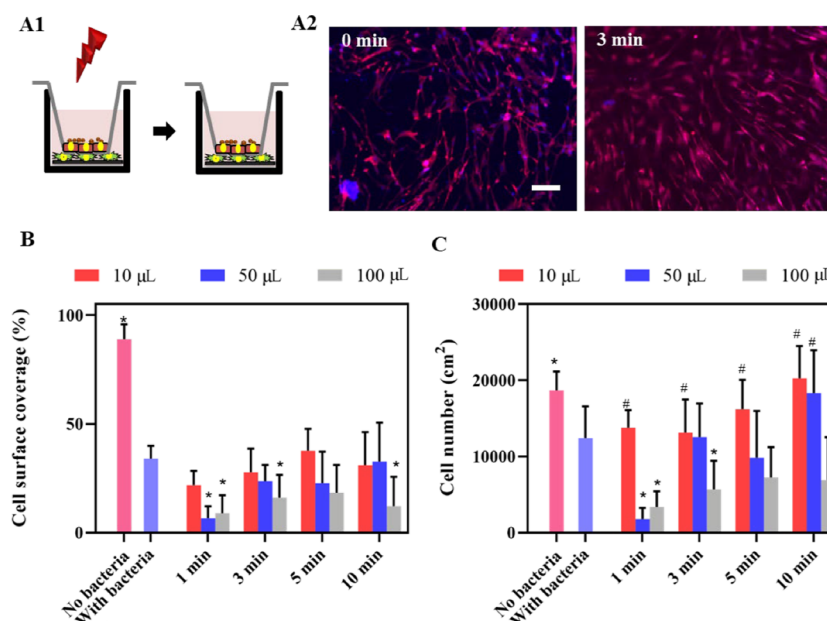 A1
A2
0 min
3 min
B
C
10 μL
50 μL
100 μL
10 μL
50 μL
100 μL
Cell surface coverage (%)
100
50
0
*
* *
*
*
No bacteria
With bacteria
1 min
3 min
5 min
10 min
Cell number (cm²)
30000
20000
10000
0
*
#
* *
#
*
#
# #
No bacteria
With bacteria
1 min
3 min
5 min
10 min